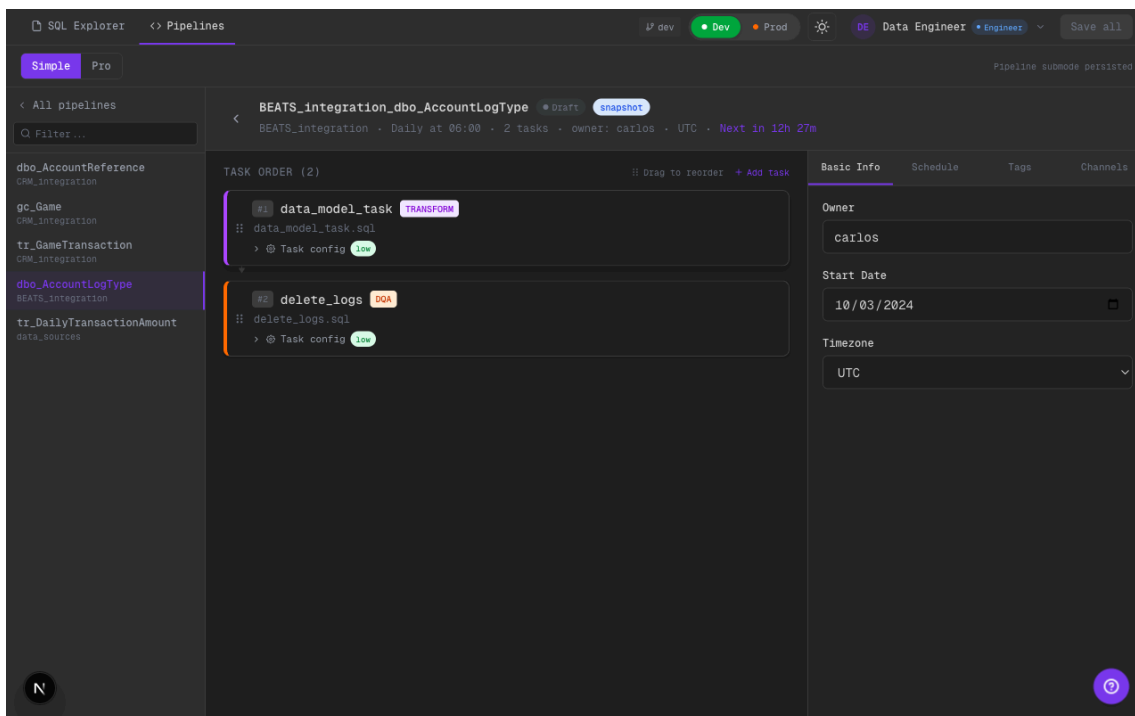 SQL Explorer <> Pipelines dev Dev Prod DE Data Engineer Engineer Save all
Simple Pro Pipeline submode persisted
< All pipelines
Filter...
dbo_AccountReference
CRM_integration
gc_Game
CRM_integration
tr_GameTransaction
CRM_integration
dbo_AccountLogType
BEATS_integration
tr_DailyTransactionAmount
data_sources
N
BEATS_integration_dbo_AccountLogType Draft snapshot
BEATS_integration · Daily at 06:00 · 2 tasks · owner: carlos · UTC · Next in 12h 27m
TASK ORDER (2) Drag to reorder + Add task
#1 data_model_task TRANSFORM
data_model_task.sql
> Task config low
#2 delete_logs DQA
delete_logs.sql
> Task config low
Basic Info Schedule Tags Channels
Owner
carlos
Start Date
10/03/2024
Timezone
UTC
?